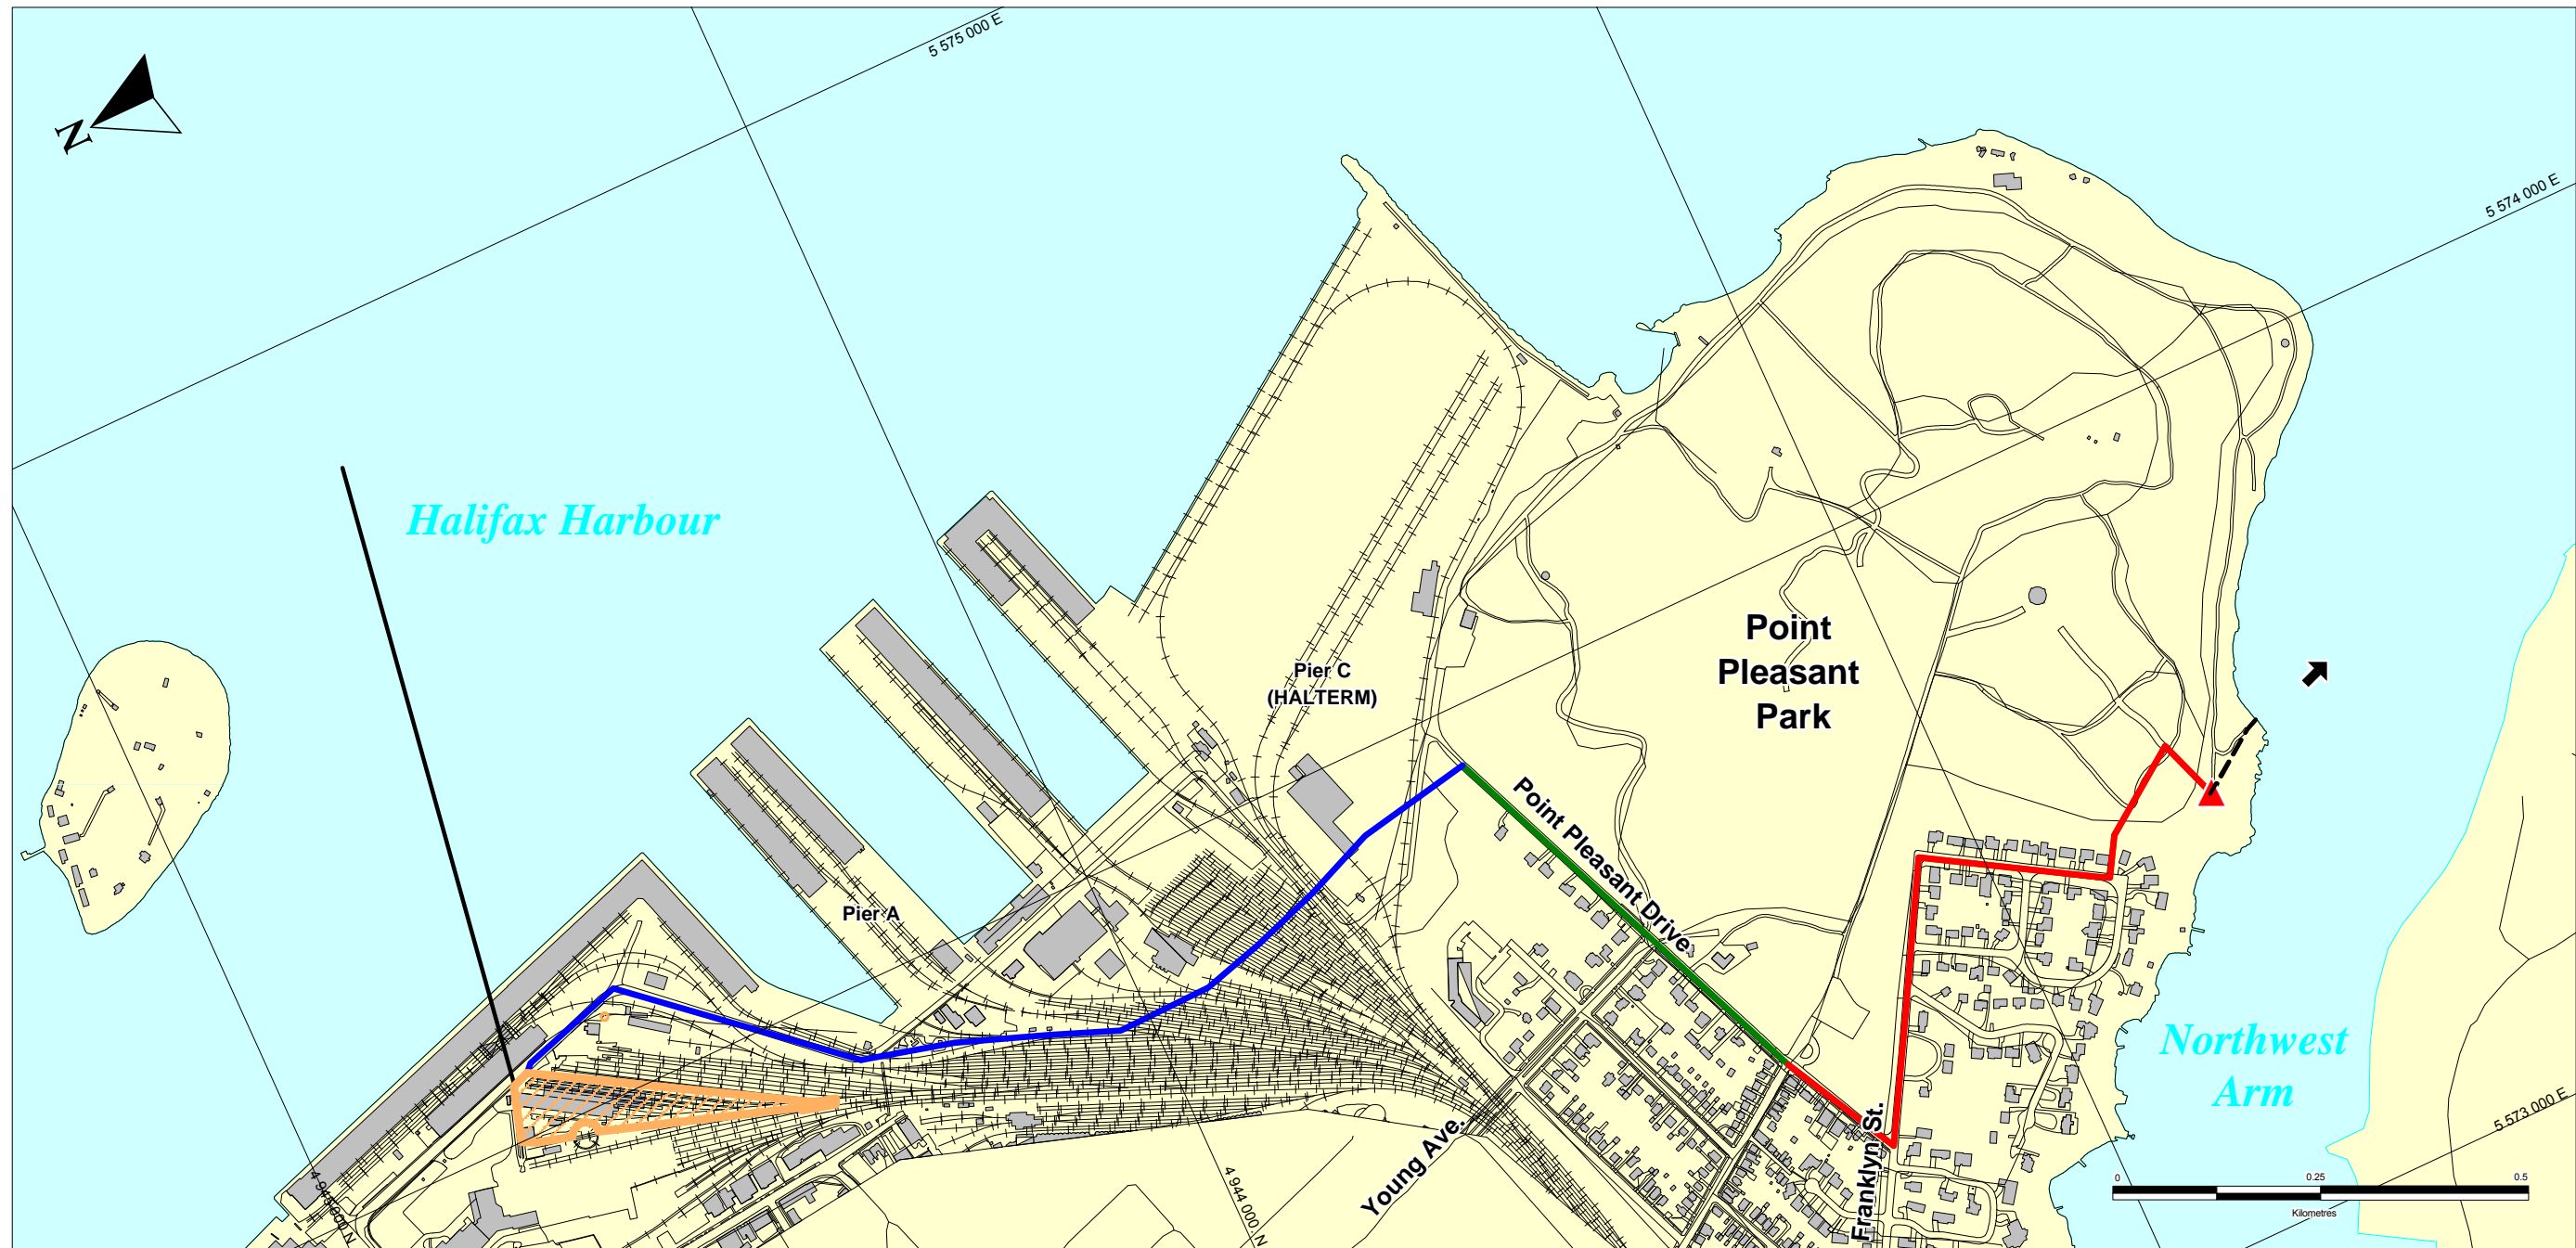 5 575 000 E
N
5 574 000 E
Halifax Harbour
Point
Pleasant
Park
Pier C
(HALTERM)
Point Pleasant Drive
Pier A
Northwest
Arm
5 573 000 E
Young Ave.
Franklyn St.
4 944 000 N
0 0.25 0.5
Kilometres